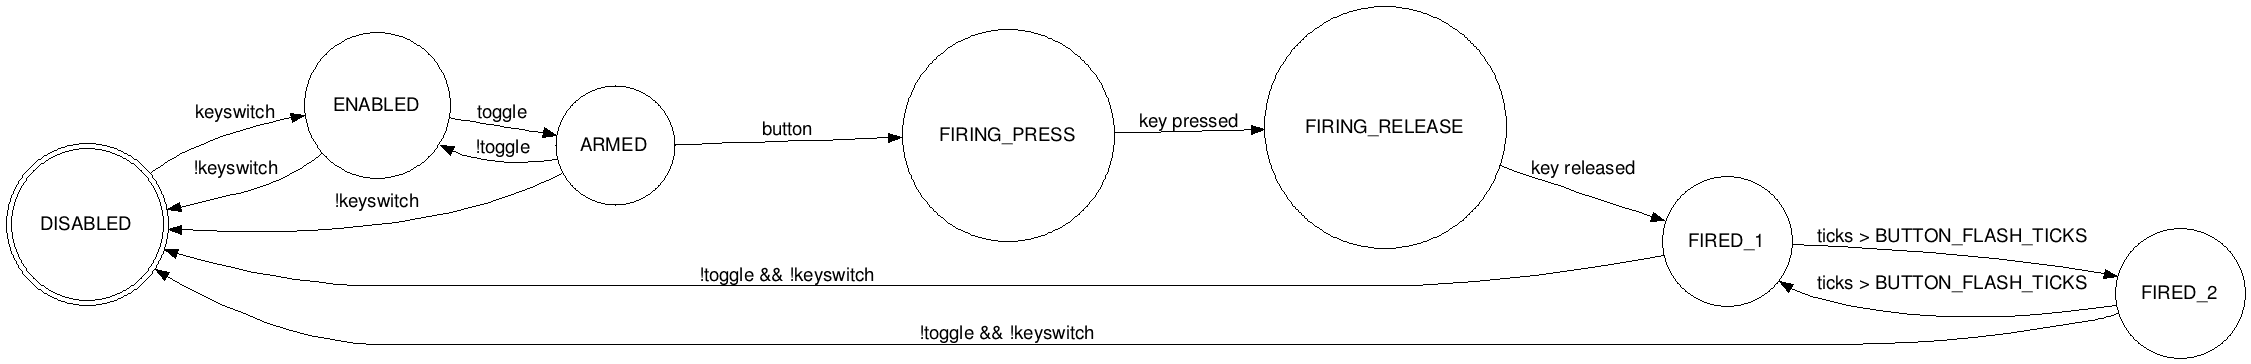 keyswitch
ENABLED
toggle
!toggle
ARMED
button
FIRING_PRESS
key pressed
FIRING_RELEASE
key released
!keyswitch
!keyswitch
DISABLED
FIRED_1
ticks > BUTTON_FLASH_TICKS
ticks > BUTTON_FLASH_TICKS
FIRED_2
!toggle && !keyswitch
!toggle && !keyswitch